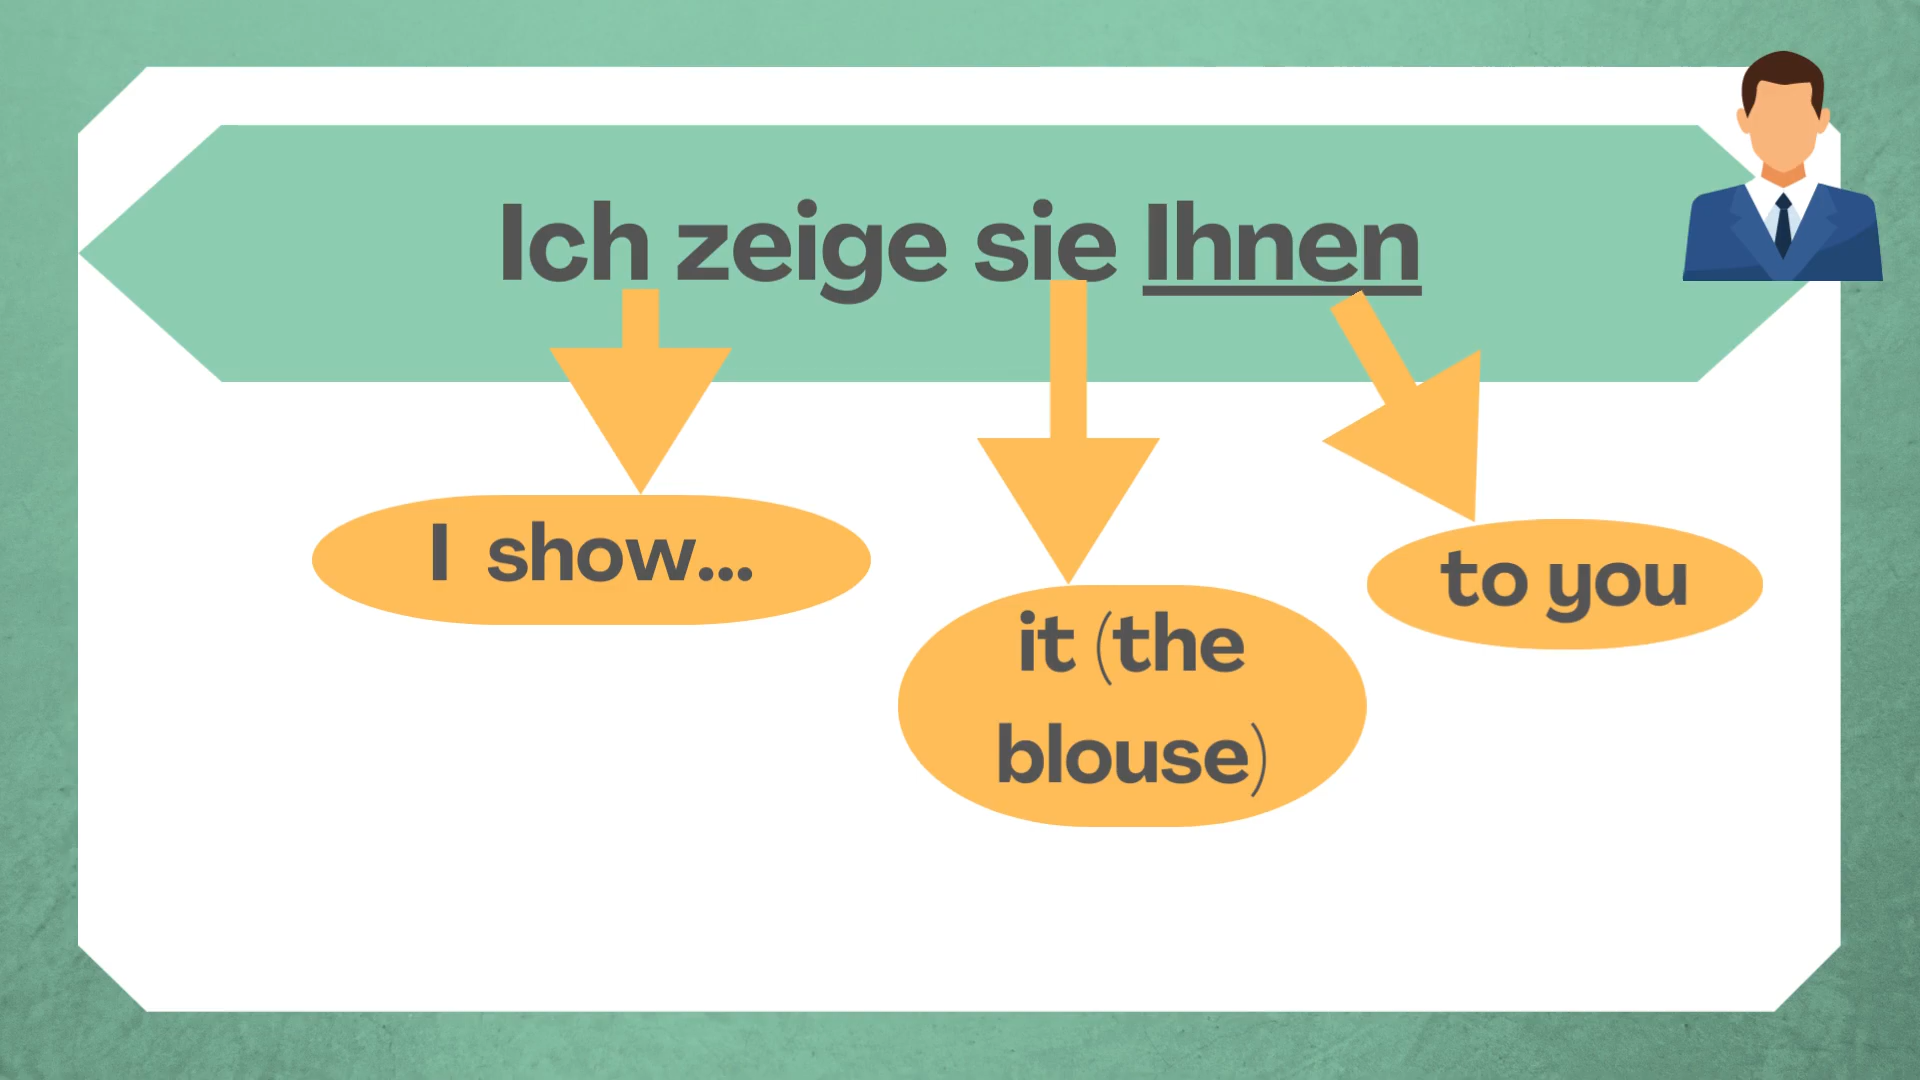 Ich zeige sie Ihnen
I show...
it (the
blouse)
to you